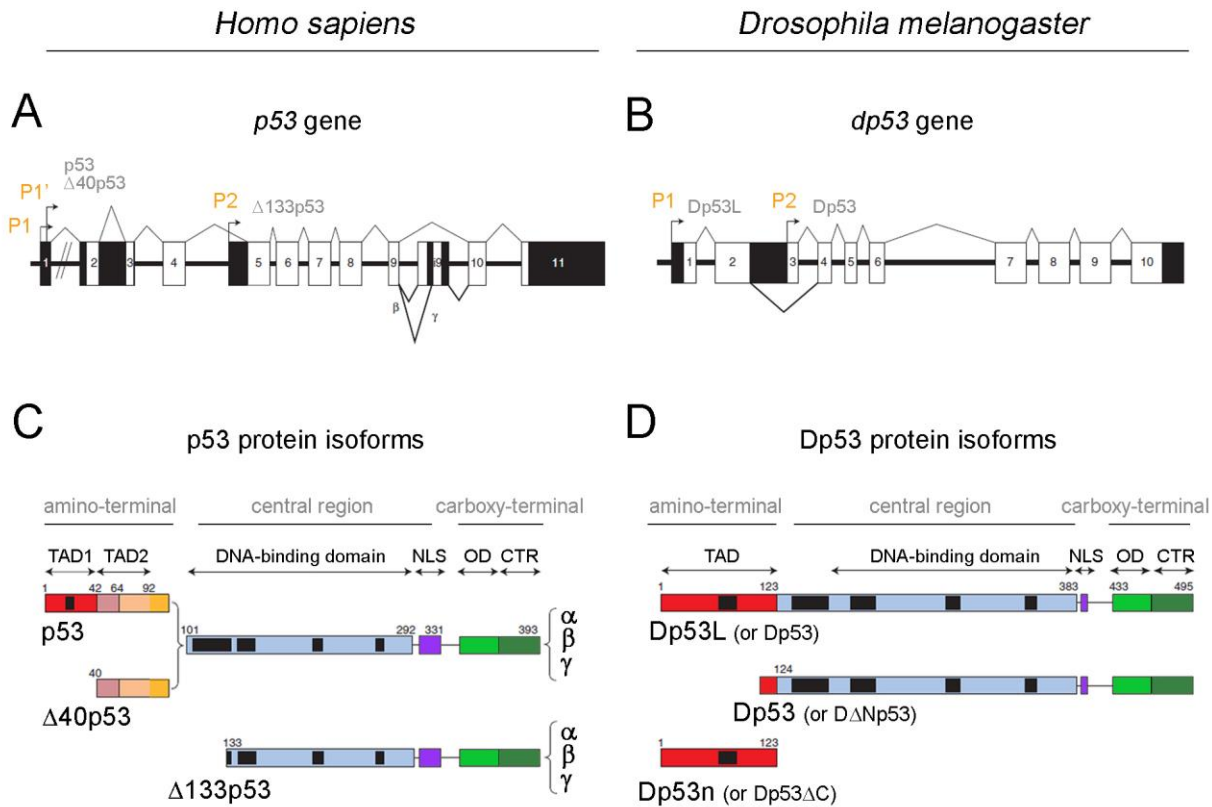 Homo sapiens
Drosophila melanogaster
A
p53 gene
P1' p53
Δ40p53
P1
P2 Δ133p53
1 2 3 4 5 6 7 8 9 i9 10 11
β γ
B
dp53 gene
P1 Dp53L P2 Dp53
1 2 3 4 5 6 7 8 9 10
C
p53 protein isoforms
amino-terminal central region carboxy-terminal
TAD1 TAD2 DNA-binding domain NLS OD CTR
1 42 64 92
p53
101 292 331 393
α
β
γ
40
Δ40p53
133
α
β
γ
Δ133p53
D
Dp53 protein isoforms
amino-terminal central region carboxy-terminal
TAD DNA-binding domain NLS OD CTR
1 123 383 433 495
Dp53L (or Dp53)
124
Dp53 (or DΔNp53)
1 123
Dp53n (or Dp53ΔC)